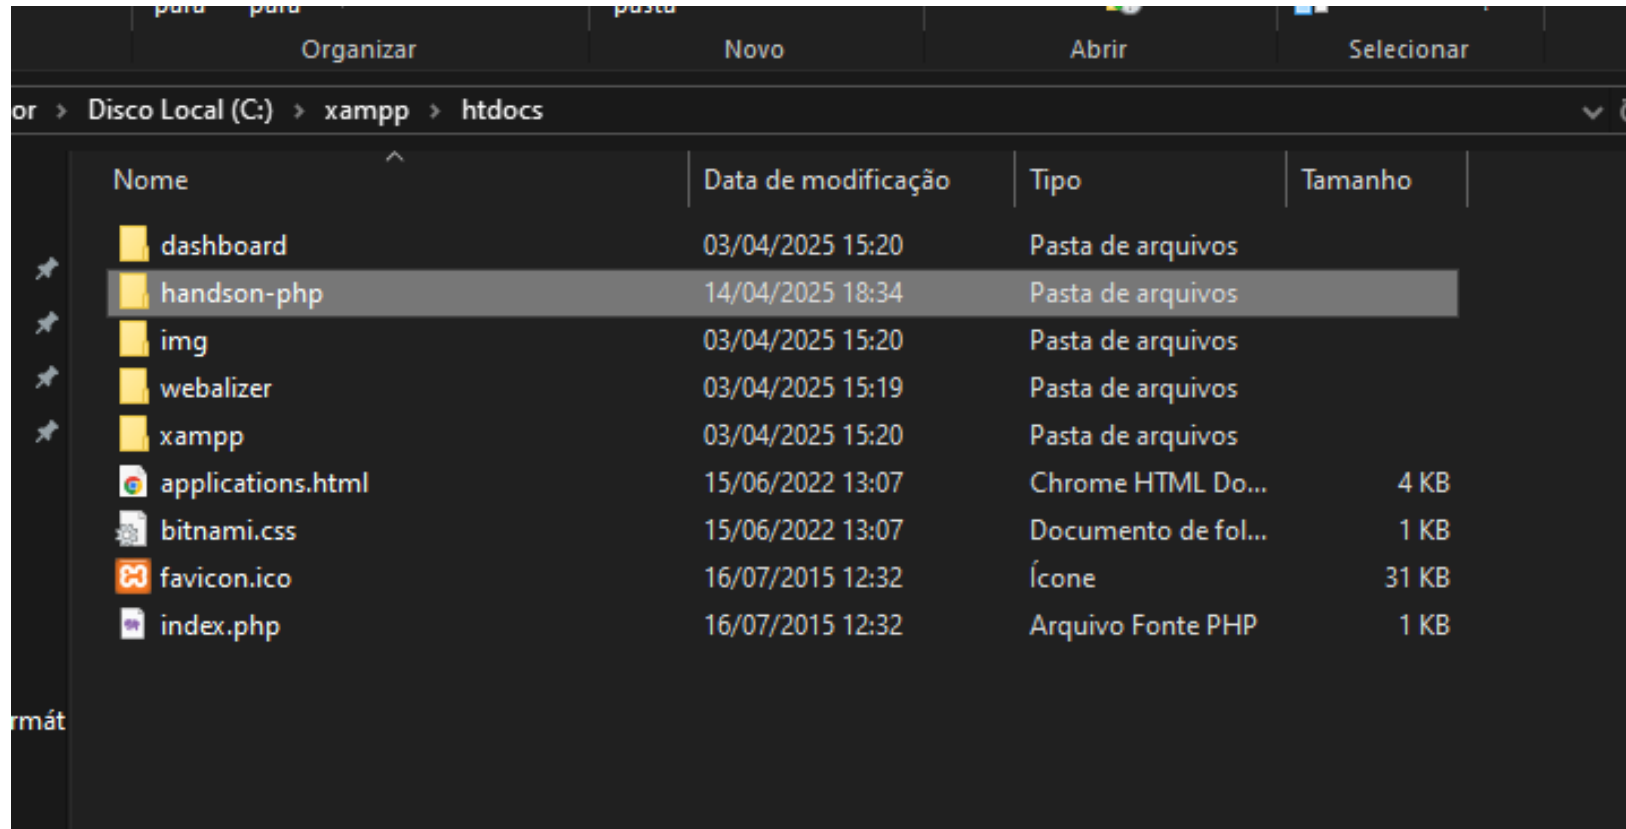 para para pasta
Organizar Novo Abrir Selecionar
or > Disco Local (C:) > xampp > htdocs
Nome Data de modificação Tipo Tamanho
dashboard 03/04/2025 15:20 Pasta de arquivos
handson-php 14/04/2025 18:34 Pasta de arquivos
img 03/04/2025 15:20 Pasta de arquivos
webalizer 03/04/2025 15:19 Pasta de arquivos
xampp 03/04/2025 15:20 Pasta de arquivos
applications.html 15/06/2022 13:07 Chrome HTML Do... 4 KB
bitnami.css 15/06/2022 13:07 Documento de fol... 1 KB
favicon.ico 16/07/2015 12:32 Ícone 31 KB
index.php 16/07/2015 12:32 Arquivo Fonte PHP 1 KB
rmát